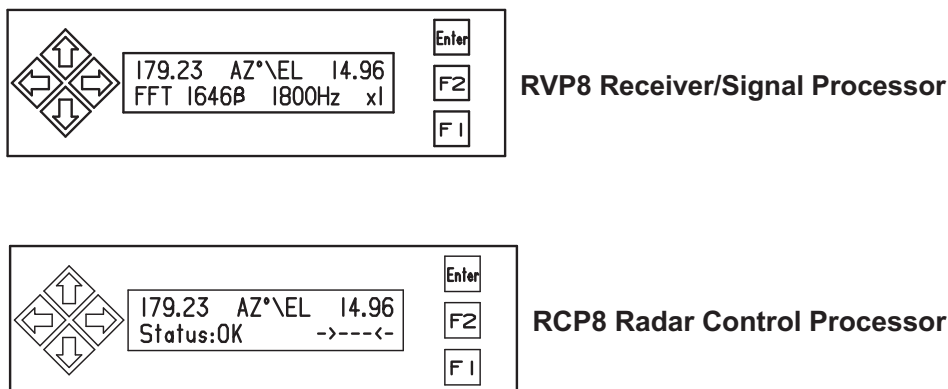 Enter
179.23 AZ°\EL 14.96
FFT 1646β 1800Hz x1
F2
F1
RVP8 Receiver/Signal Processor
Enter
179.23 AZ°\EL 14.96
Status:OK ->---<-
F2
F1
RCP8 Radar Control Processor